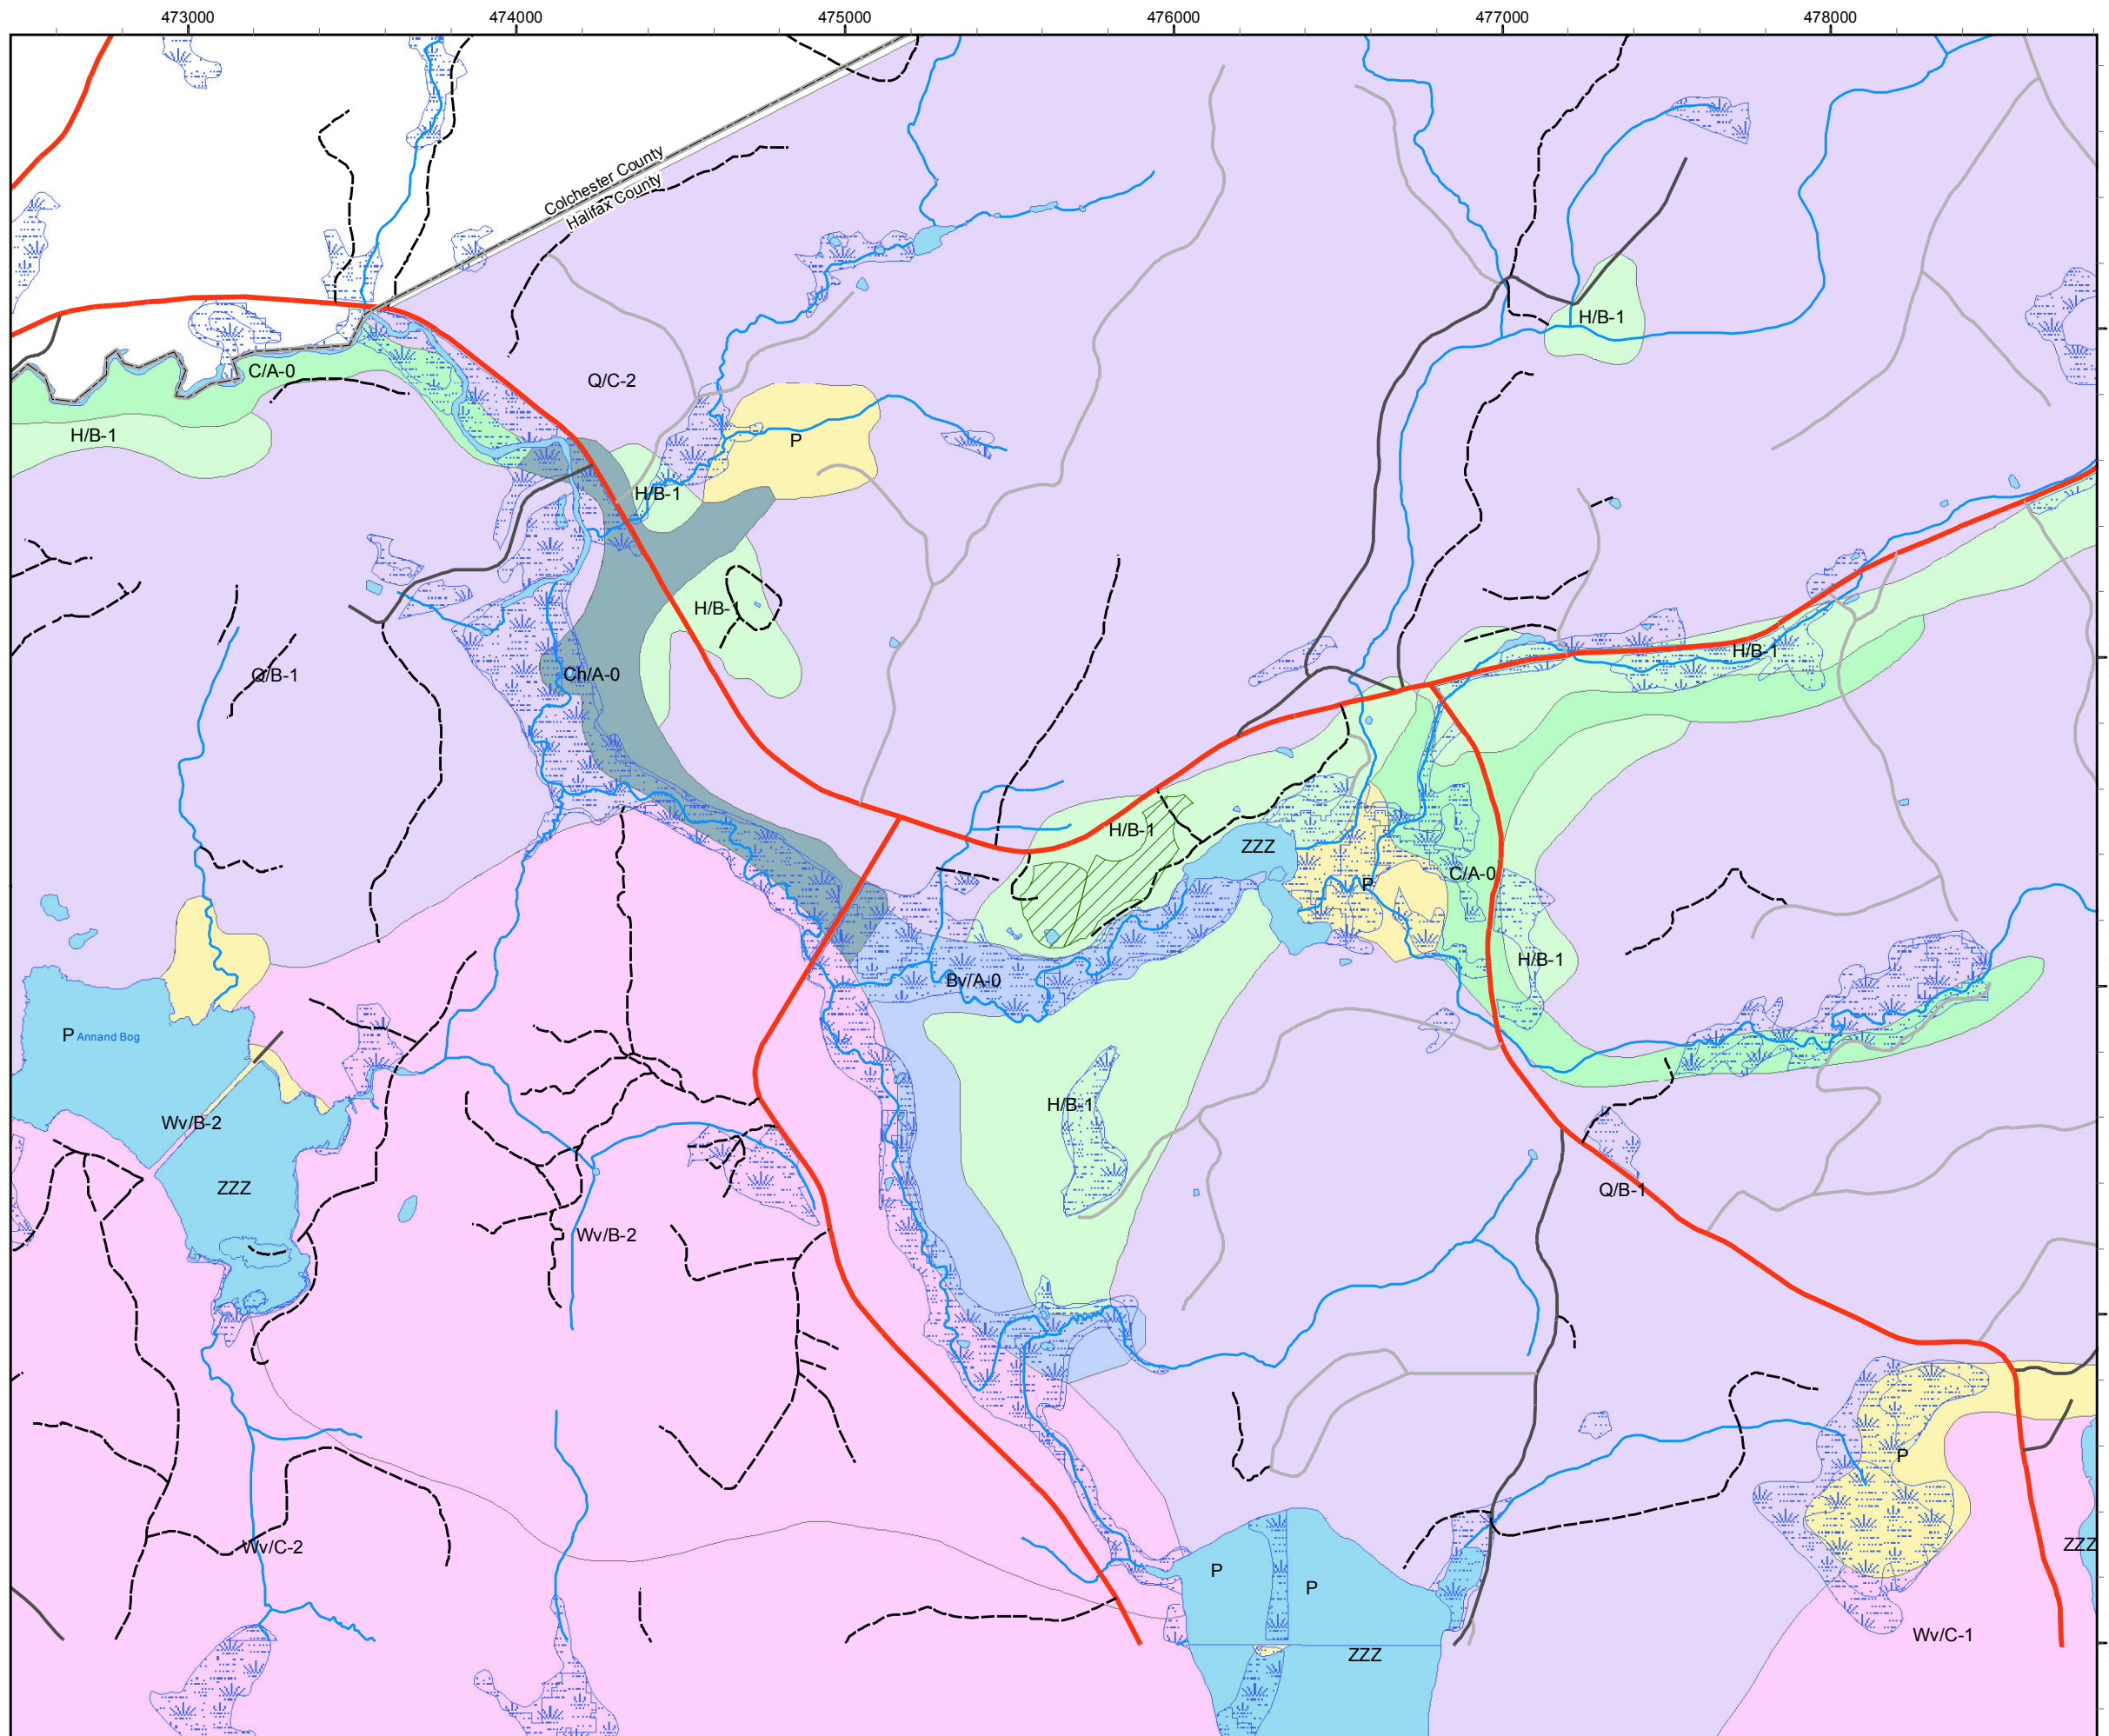 473000 474000 475000 476000 477000 478000
Colchester County
Halifax County
H/B-1
C/A-0
Q/C-2
H/B-1
P
H/B-1
H/B-1
H/B-1
Q/B-1
Ch/A-0
H/B-1
ZZZ
C/A-0
P
H/B-1
Bv/A-0
P Annand Bog
H/B-1
Wv/B-2
ZZZ
Q/B-1
Wv/B-2
P
Wv/C-2
ZZZ
P
P
Wv/C-1
ZZZ